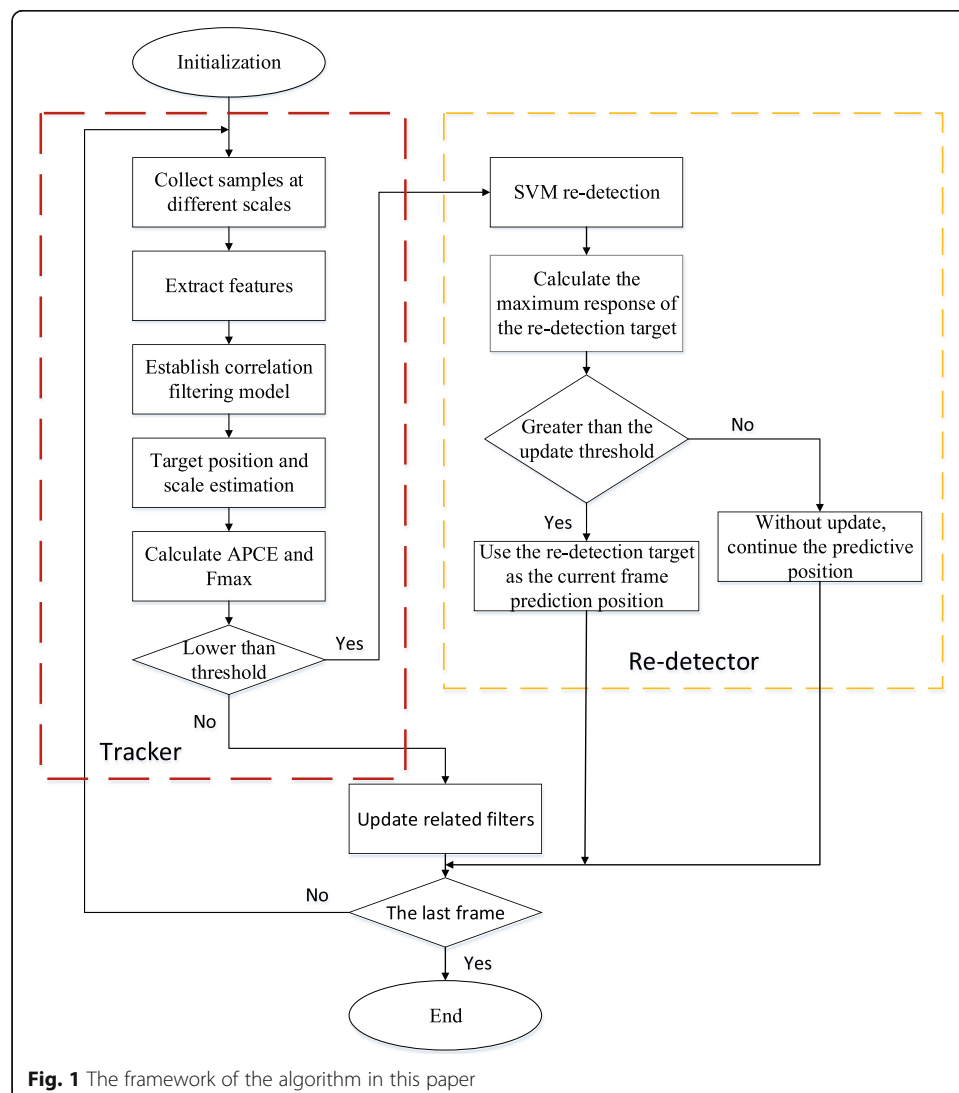 Initialization
Collect samples at
different scales
Extract features
Establish correlation
filtering model
Target position and
scale estimation
Calculate APCE and
Fmax
Lower than
threshold
Yes
No
Tracker
SVM re-detection
Calculate the
maximum response of
the re-detection target
Greater than the
update threshold
No
Yes
Use the re-detection target
as the current frame
prediction position
Without update,
continue the predictive
position
Re-detector
Update related filters
No
The last frame
Yes
End
Fig. 1 The framework of the algorithm in this paper